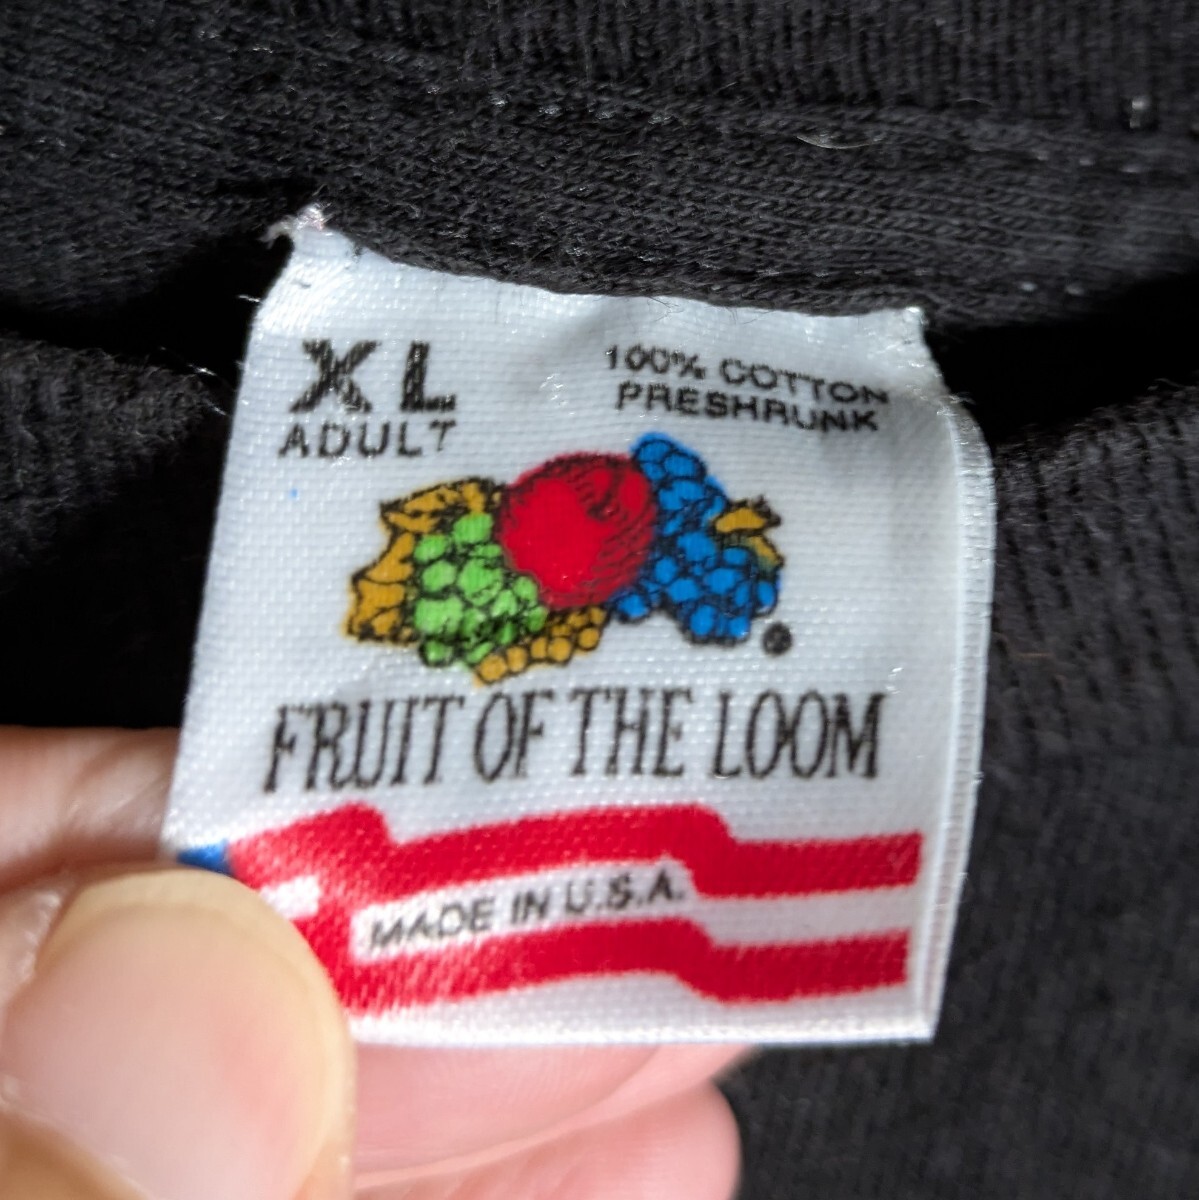 XL
ADULT
100% COTTON
PRESHRUNK
®
FRUIT OF THE LOOM
MADE IN U.S.A.